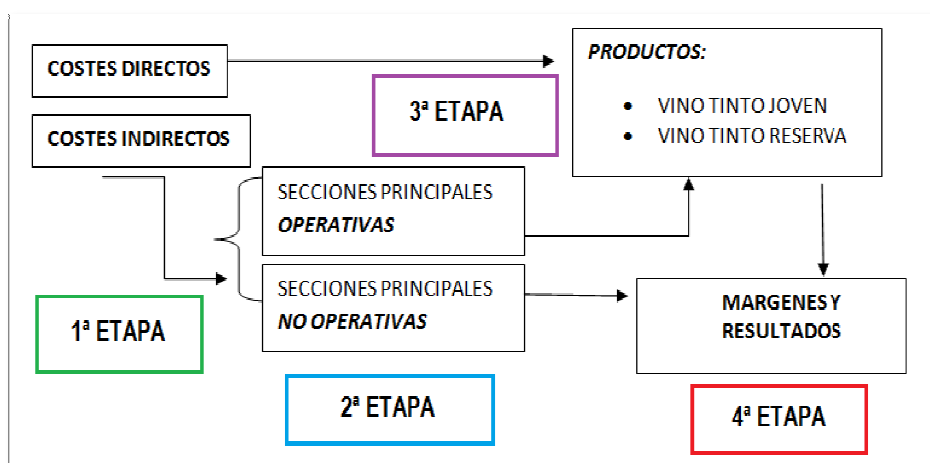 COSTES DIRECTOS
COSTES INDIRECTOS
3ª ETAPA
PRODUCTOS:
• VINO TINTO JOVEN
• VINO TINTO RESERVA
SECCIONES PRINCIPALES
OPERATIVAS
SECCIONES PRINCIPALES
NO OPERATIVAS
MARGENES Y
RESULTADOS
1ª ETAPA
2ª ETAPA
4ª ETAPA